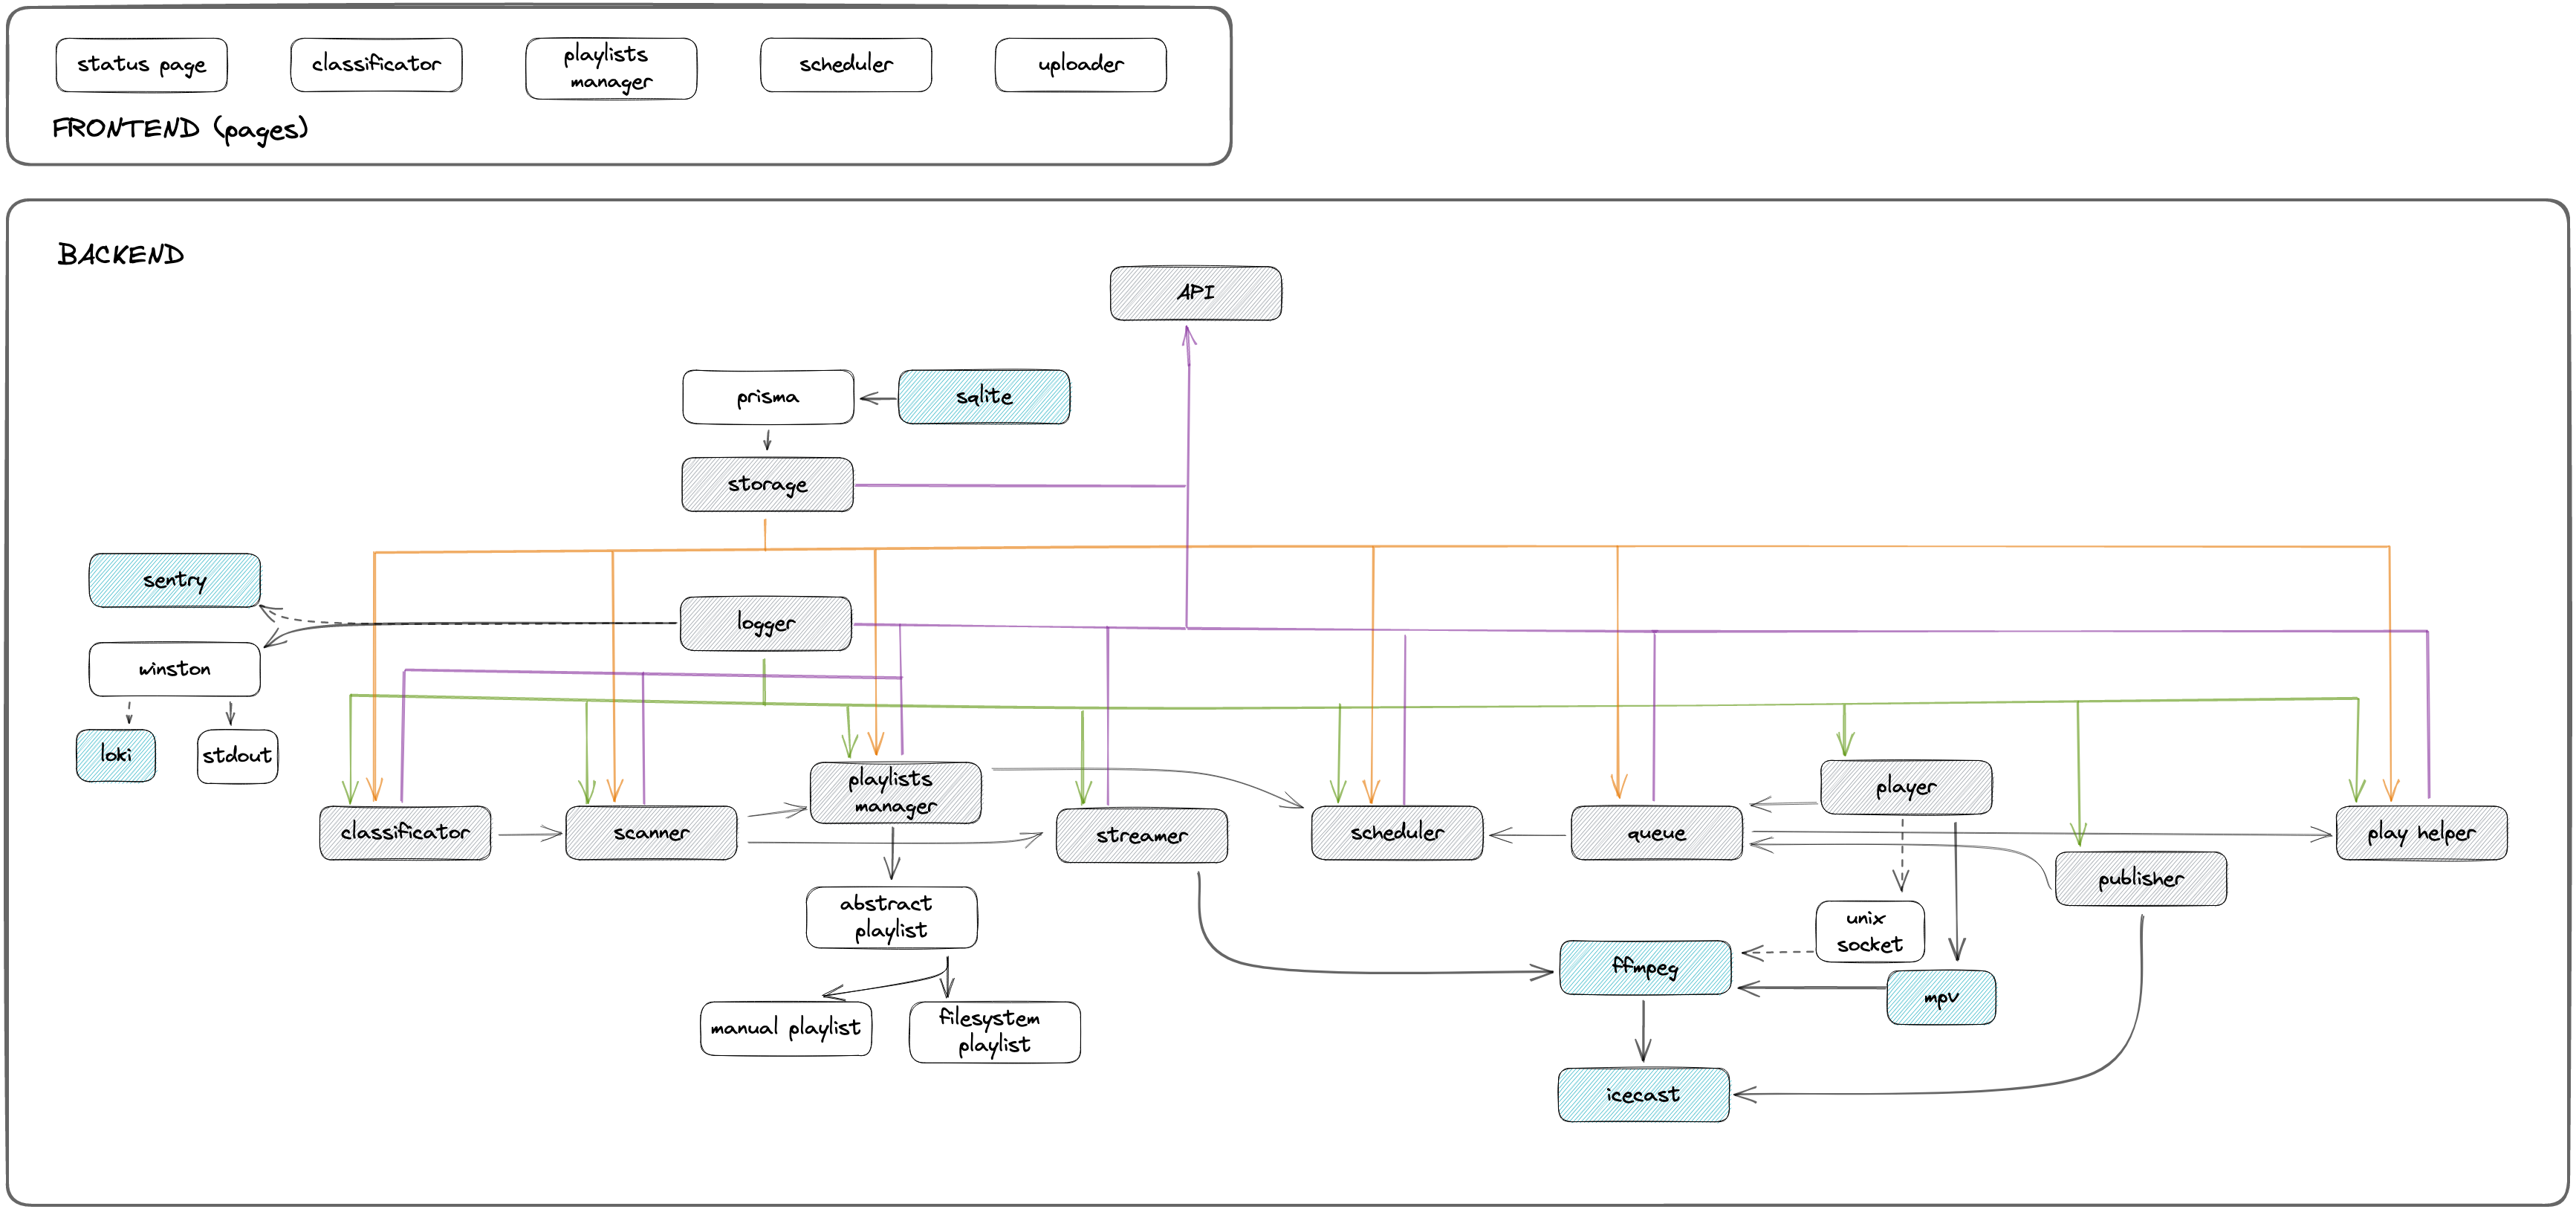 status page
classificator
playlists
manager
scheduler
uploader
FRONTEND (pages)
BACKEND
API
prisma
sqlite
storage
sentry
logger
winston
loki
stdout
playlists
manager
player
classificator
scanner
streamer
scheduler
queue
play helper
publisher
abstract
playlist
unix
socket
ffmpeg
mpv
manual playlist
filesystem
playlist
icecast